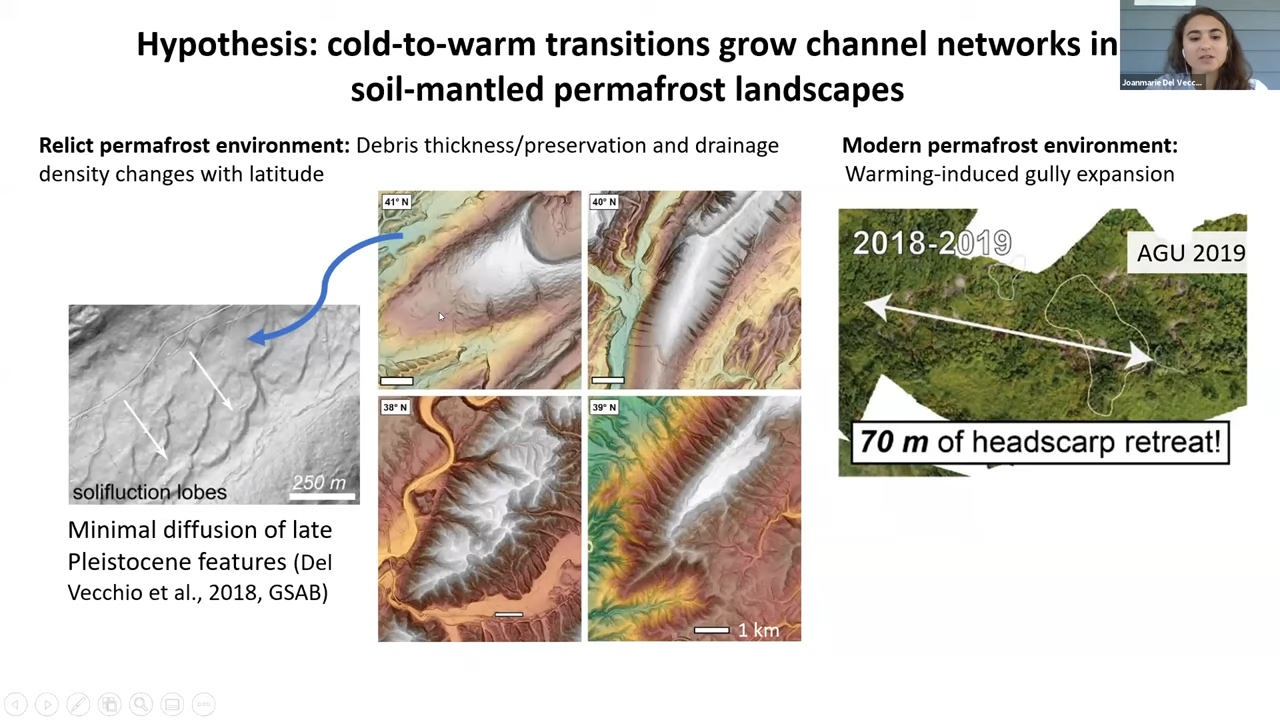 Hypothesis: cold-to-warm transitions grow channel networks in
soil-mantled permafrost landscapes
Joanmarie Del Vecc...
Relict permafrost environment: Debris thickness/preservation and drainage
density changes with latitude
Modern permafrost environment:
Warming-induced gully expansion
41° N
40° N
2018-2019
AGU 2019
70 m of headscarp retreat!
solifluction lobes
250 m
38° N
39° N
1 km
Minimal diffusion of late
Pleistocene features (Del
Vecchio et al., 2018, GSAB)